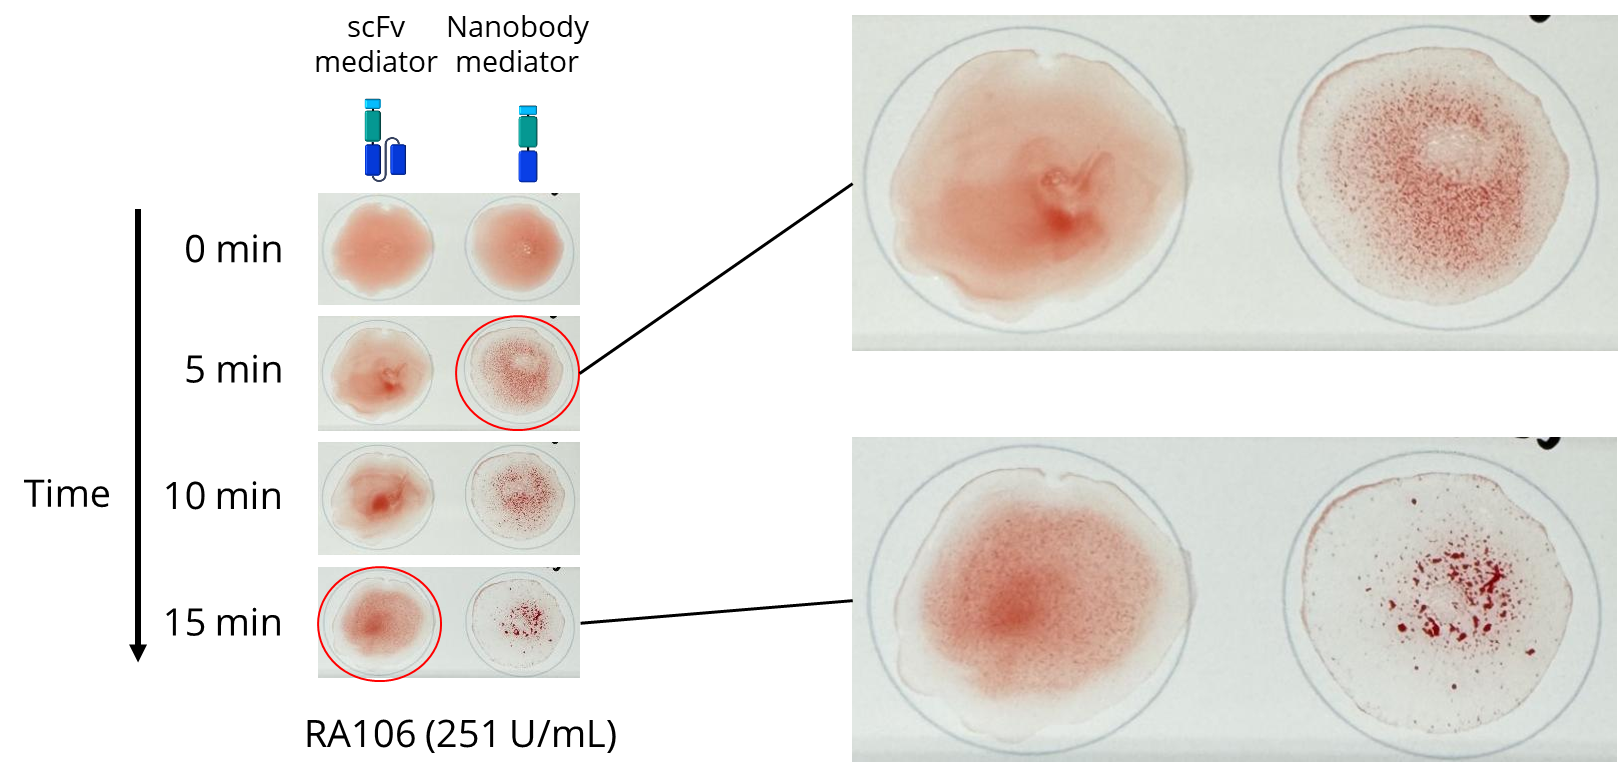 scFv
mediator
Nanobody
mediator
0 min
5 min
10 min
15 min
Time
RA106 (251 U/mL)